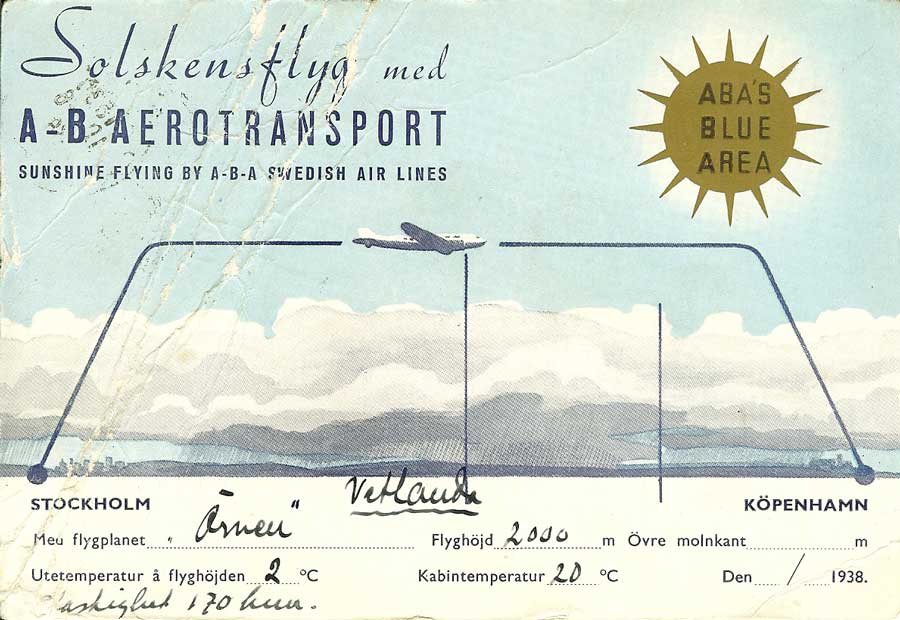 Solskensflyg med
A-B AEROTRANSPORT
SUNSHINE FLYING BY A-B-A SWEDISH AIR LINES
ABA'S
BLUE
AREA
STOCKHOLM
Vetlanda
KÖPENHAMN
Med flygplanet „ Örnen" Flyghöjd 2000 m Övre molnkant m
Utetemperatur å flyghöjden 2 °C Kabintemperatur 20 °C Den / 1938.
Hastighet 170 km.